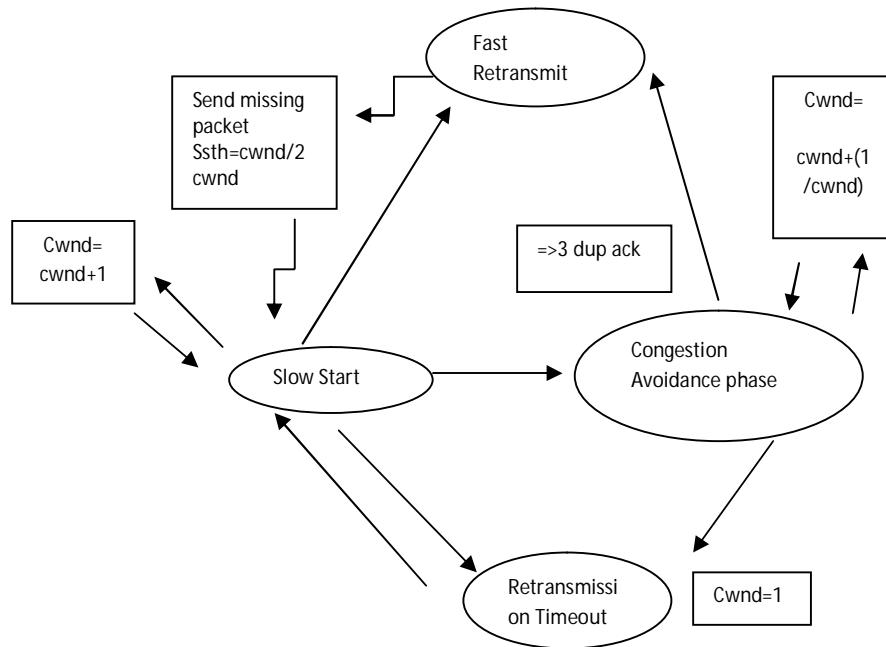 Fast
Retransmit
Send missing
packet
Ssth=cwnd/2
cwnd
Cwnd=
cwnd+(1
/cwnd)
Cwnd=
cwnd+1
=>3 dup ack
Slow Start
Congestion
Avoidance phase
Retransmissi
on Timeout
Cwnd=1